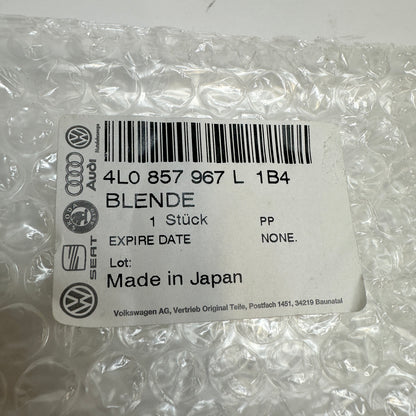 4L0 857 967 L 1B4
BLENDE
1 Stück PP
EXPIRE DATE NONE.
Lot:
Made in Japan
Volkswagen AG, Vertrieb Original Teile, Postfach 1451, 34219 Baunatal
Audi
SEAT